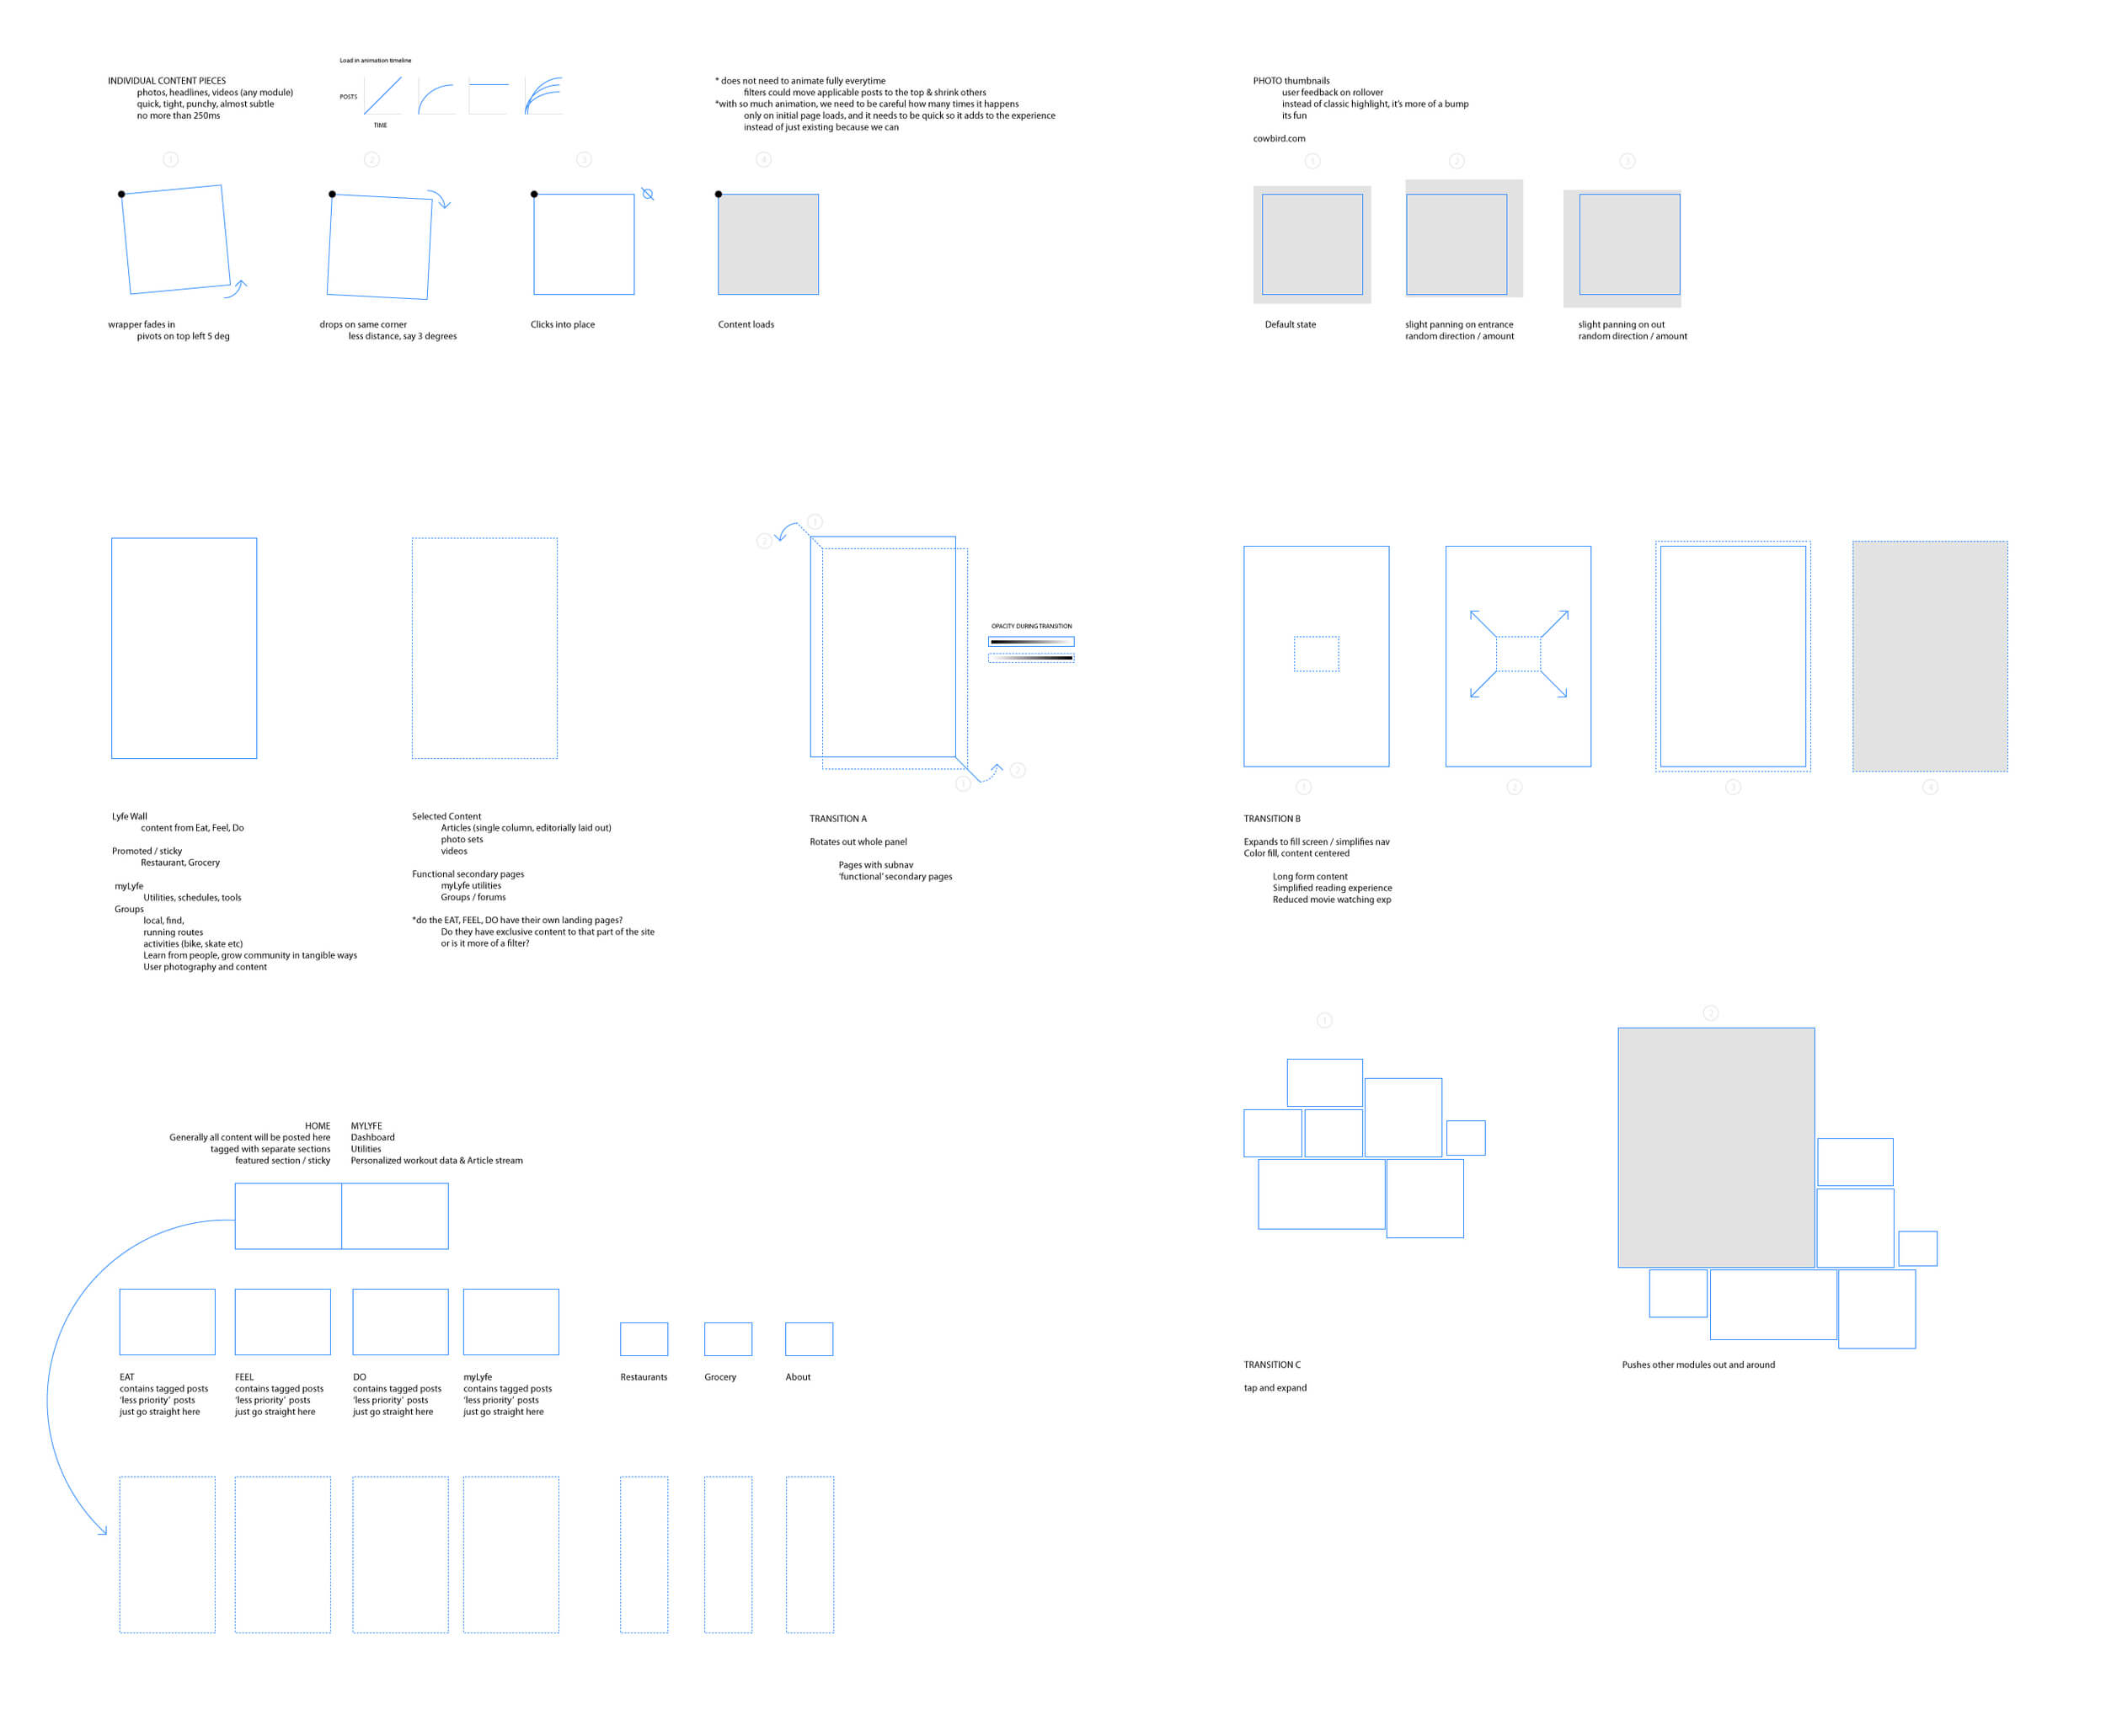 INDIVIDUAL CONTENT PIECES
photos, headlines, videos (any module)
quick, tight, punchy, almost subtle
no more than 250ms
Load in animation timeline
POSTS
TIME
* does not need to animate fully everytime
filters could move applicable posts to the top & shrink others
*with so much animation, we need to be careful how many times it happens
only on initial page loads, and it needs to be quick so it adds to the experience
instead of just existing because we can
PHOTO thumbnails
user feedback on rollover
instead of classic highlight, it's more of a bump
its fun
cowbird.com
1
2
3
4
1
2
3
wrapper fades in
pivots on top left 5 deg
drops on same corner
less distance, say 3 degrees
Clicks into place
Content loads
Default state
slight panning on entrance
random direction / amount
slight panning on out
random direction / amount
1
2
OPACITY DURING TRANSITION
2
1
1
2
3
4
Lyfe Wall
content from Eat, Feel, Do
Promoted / sticky
Restaurant, Grocery
myLyfe
Utilities, schedules, tools
Groups
local, find,
running routes
activities (bike, skate etc)
Learn from people, grow community in tangible ways
User photography and content
Selected Content
Articles (single column, editorially laid out)
photo sets
videos
Functional secondary pages
myLyfe utilities
Groups / forums
*do the EAT, FEEL, DO have their own landing pages?
Do they have exclusive content to that part of the site
or is it more of a filter?
TRANSITION A
Rotates out whole panel
Pages with subnav
'functional' secondary pages
TRANSITION B
Expands to fill screen / simplifies nav
Color fill, content centered
Long form content
Simplified reading experience
Reduced movie watching exp
1
2
HOME
Generally all content will be posted here
tagged with separate sections
featured section / sticky
MYLYFE
Dashboard
Utilities
Personalized workout data & Article stream
EAT
contains tagged posts
'less priority' posts
just go straight here
FEEL
contains tagged posts
'less priority' posts
just go straight here
DO
contains tagged posts
'less priority' posts
just go straight here
myLyfe
contains tagged posts
'less priority' posts
just go straight here
Restaurants
Grocery
About
TRANSITION C
tap and expand
Pushes other modules out and around